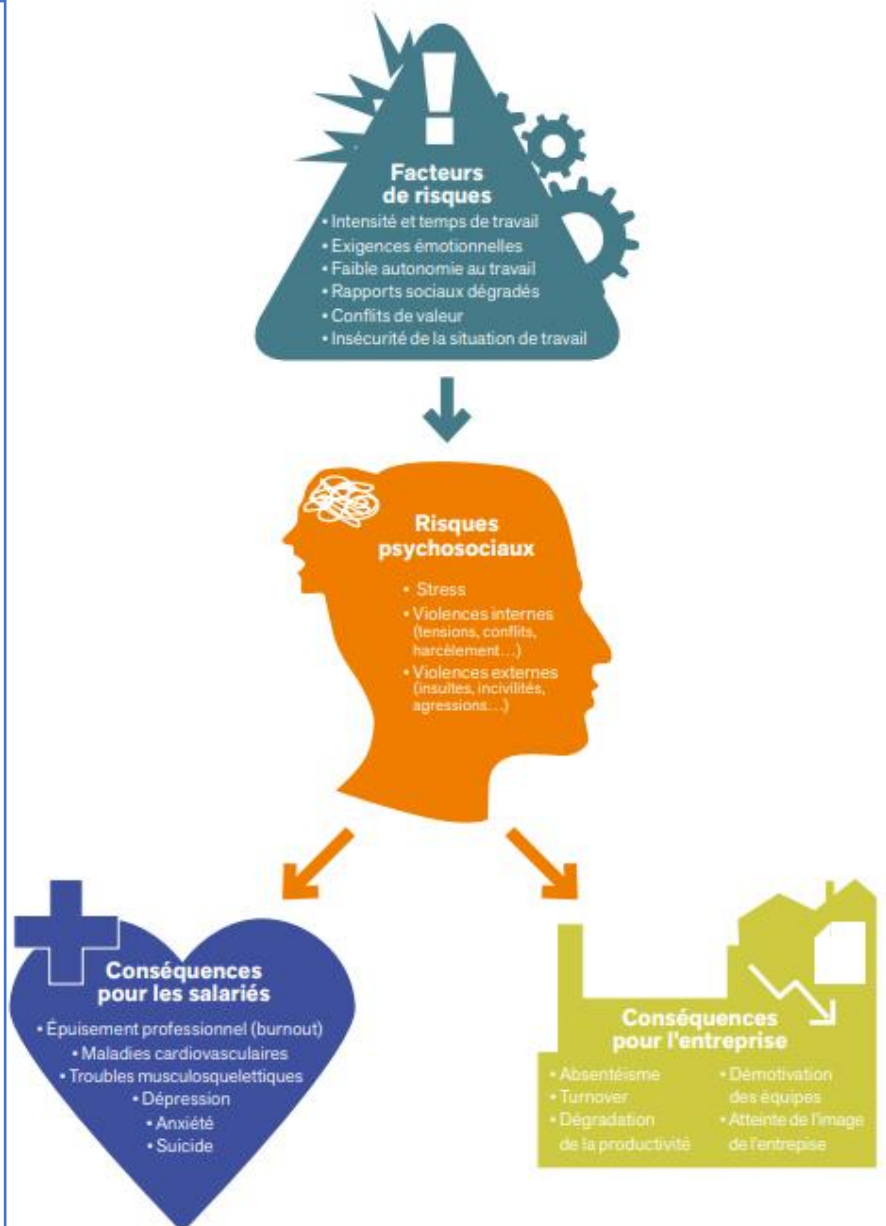 !
Facteurs
de risques
• Intensité et temps de travail
• Exigences émotionnelles
• Faible autonomie au travail
• Rapports sociaux dégradés
• Conflits de valeur
• Insécurité de la situation de travail
Risques
psychosociaux
• Stress
• Violences internes
(tensions, conflits,
harcèlement...)
• Violences externes
(insultes, incivilités,
agressions...)
Conséquences
pour les salariés
• Épuisement professionnel (burnout)
• Maladies cardiovasculaires
• Troubles musculosquelettiques
• Dépression
• Anxiété
• Suicide
Conséquences
pour l'entreprise
• Absentéisme
• Turnover
• Dégradation
de la productivité
• Démotivation
des équipes
• Atteinte de l'image
de l'entrepise